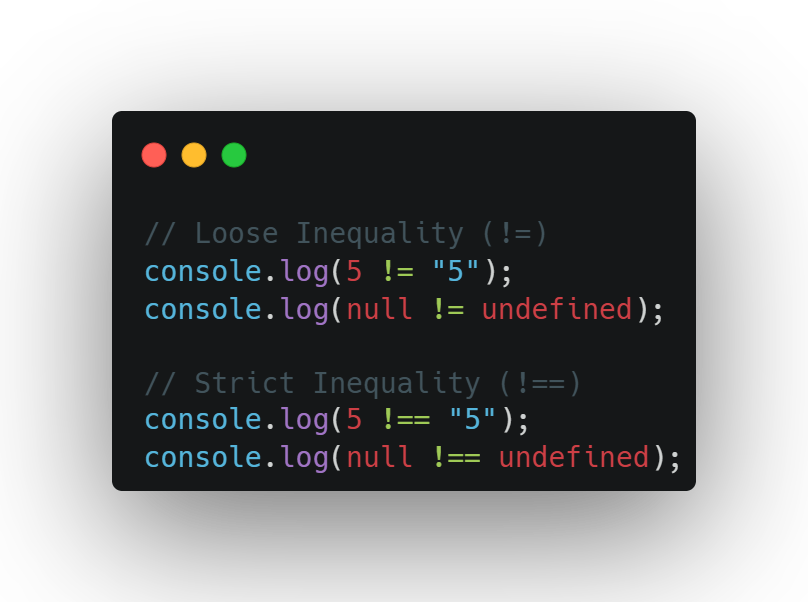 // Loose Inequality (!=)
console.log(5 != "5");
console.log(null != undefined);
// Strict Inequality (!==)
console.log(5 !== "5");
console.log(null !== undefined);